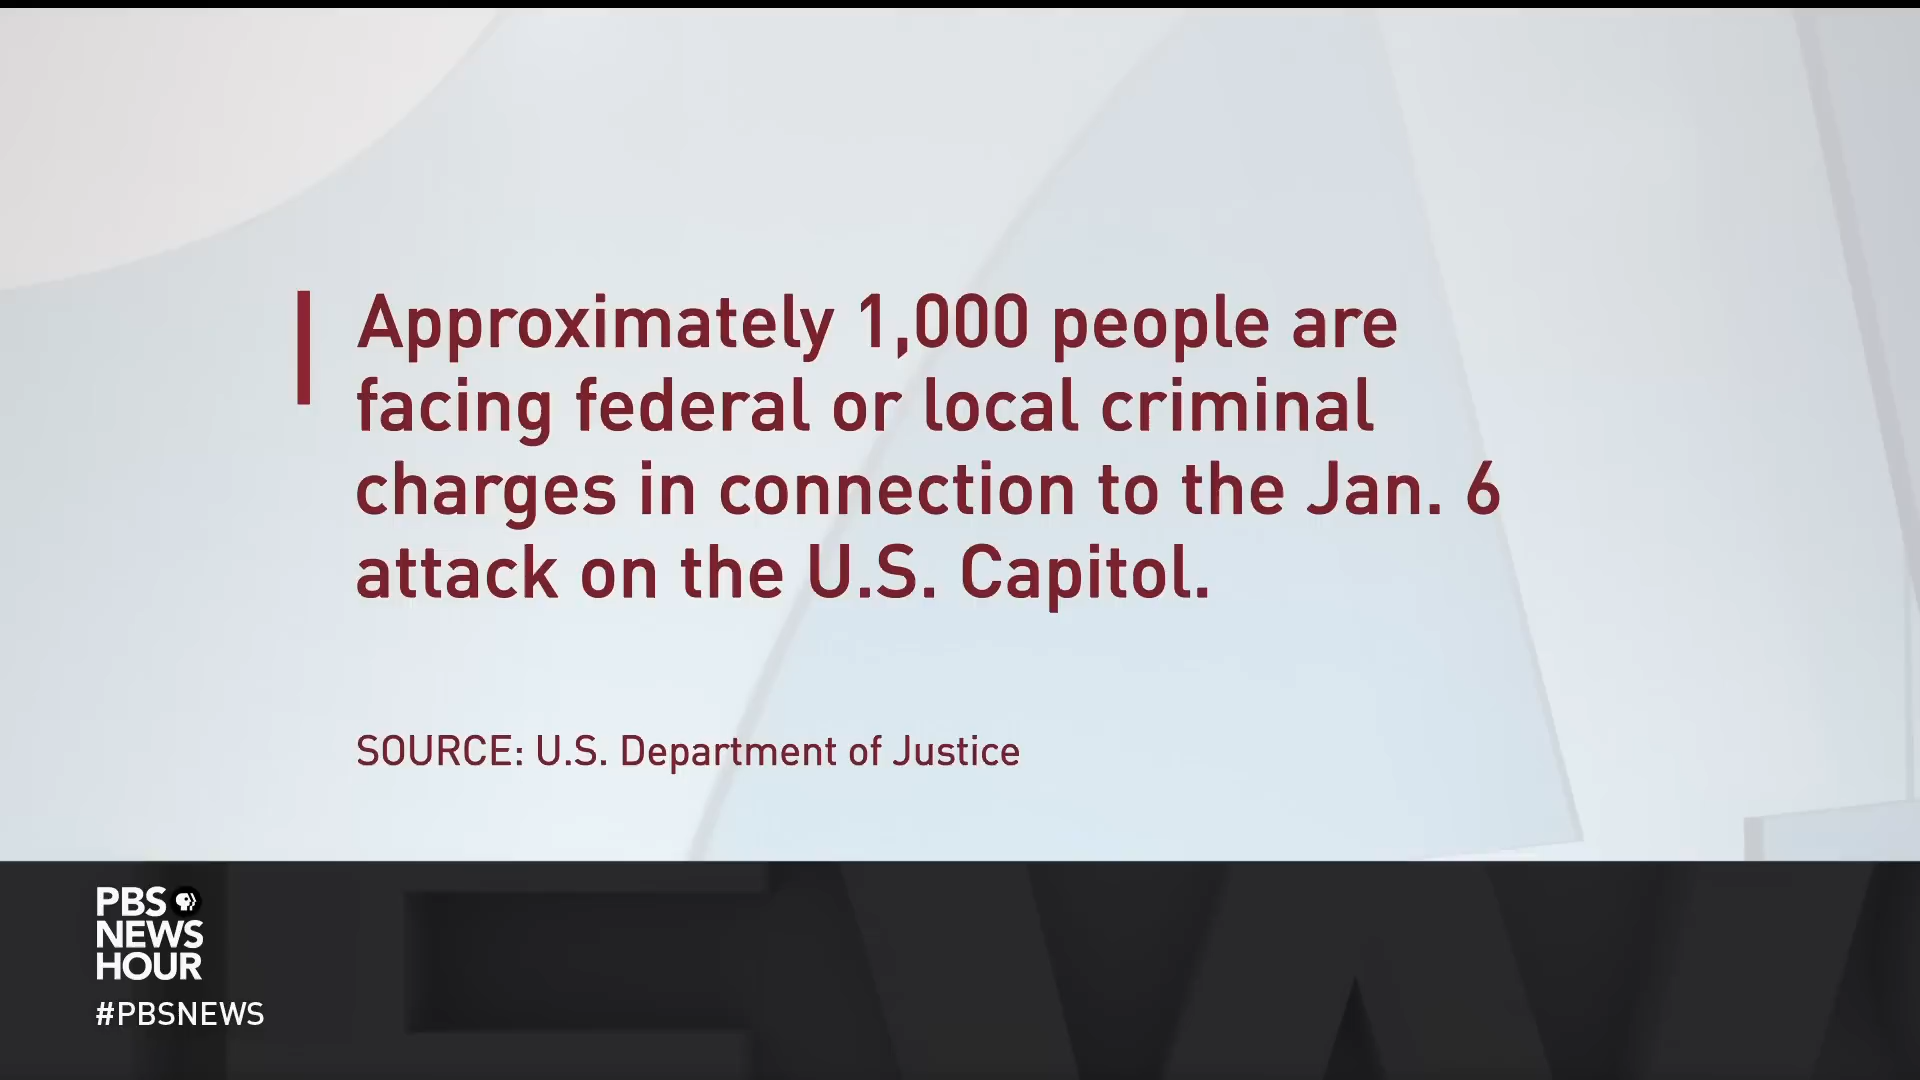 Approximately 1,000 people are
facing federal or local criminal
charges in connection to the Jan. 6
attack on the U.S. Capitol.
SOURCE: U.S. Department of Justice
PBS
NEWS
HOUR
#PBSNEWS